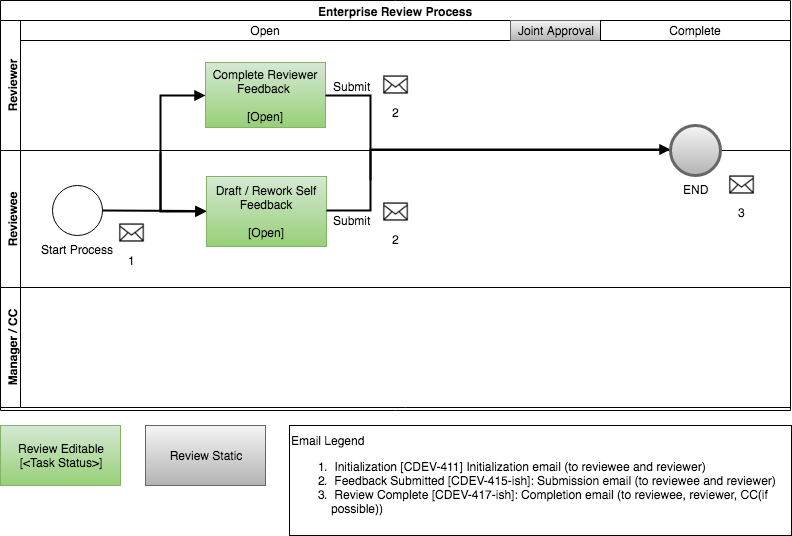 Enterprise Review Process
Open
Joint Approval
Complete
Reviewer
Complete Reviewer
Feedback
[Open]
Submit
2
Reviewee
Start Process
1
Draft / Rework Self
Feedback
[Open]
Submit
2
END
3
Manager / CC
Review Editable
[<Task Status>]
Review Static
Email Legend
1. Initialization [CDEV-411] Initialization email (to reviewee and reviewer)
2. Feedback Submitted [CDEV-415-ish]: Submission email (to reviewee and reviewer)
3. Review Complete [CDEV-417-ish]: Completion email (to reviewee, reviewer, CC(if
possible))